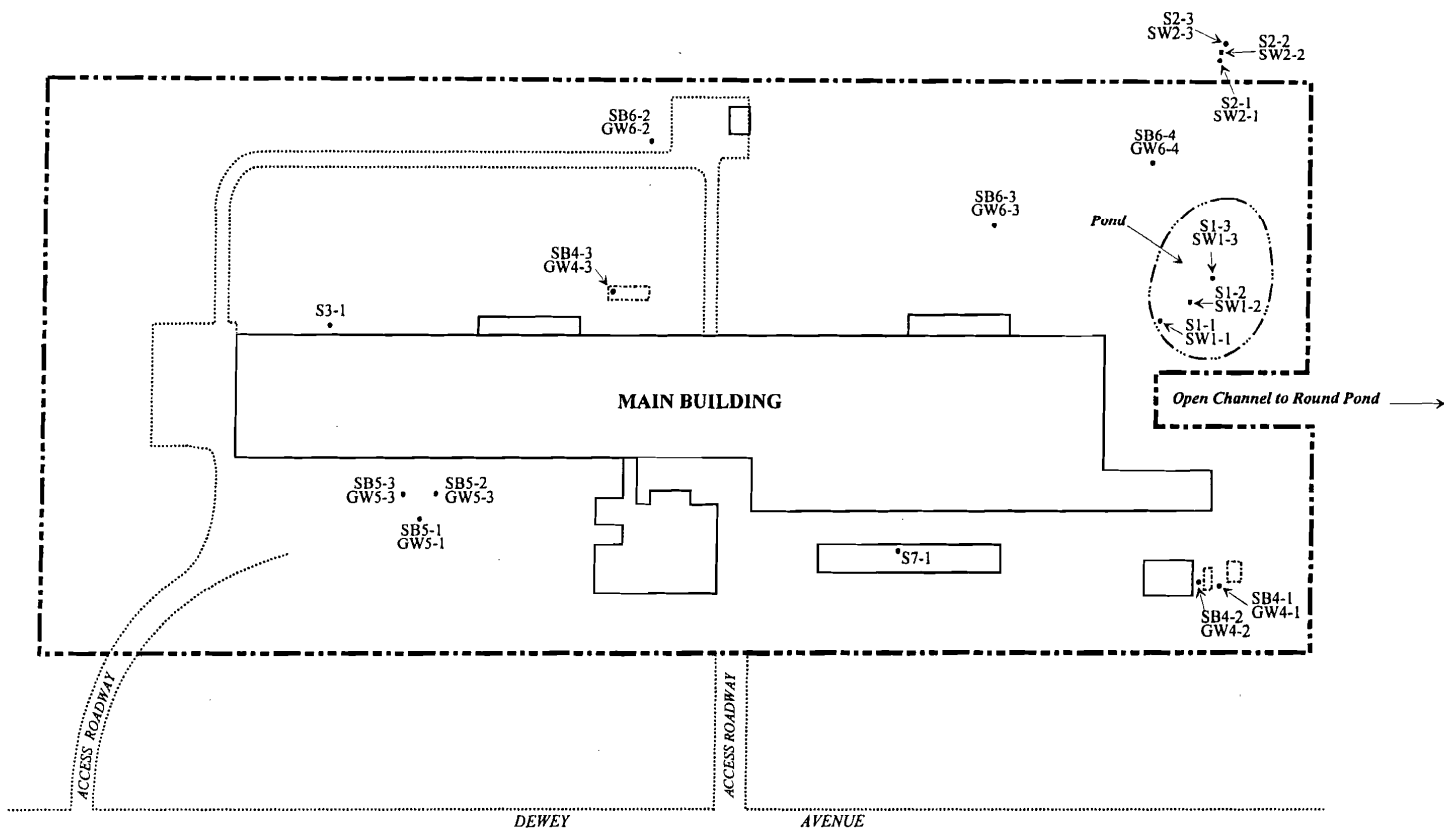 S2-3
SW2-3
S2-2
SW2-2
S2-1
SW2-1
SB6-2
GW6-2
SB6-4
GW6-4
SB6-3
GW6-3
Pond
S1-3
SW1-3
SB4-3
GW4-3
S1-2
SW1-2
S3-1
S1-1
SW1-1
MAIN BUILDING
Open Channel to Round Pond
SB5-3
GW5-3
SB5-2
GW5-3
SB5-1
GW5-1
S7-1
SB4-1
GW4-1
SB4-2
GW4-2
ACCESS ROADWAY
ACCESS ROADWAY
DEWEY AVENUE